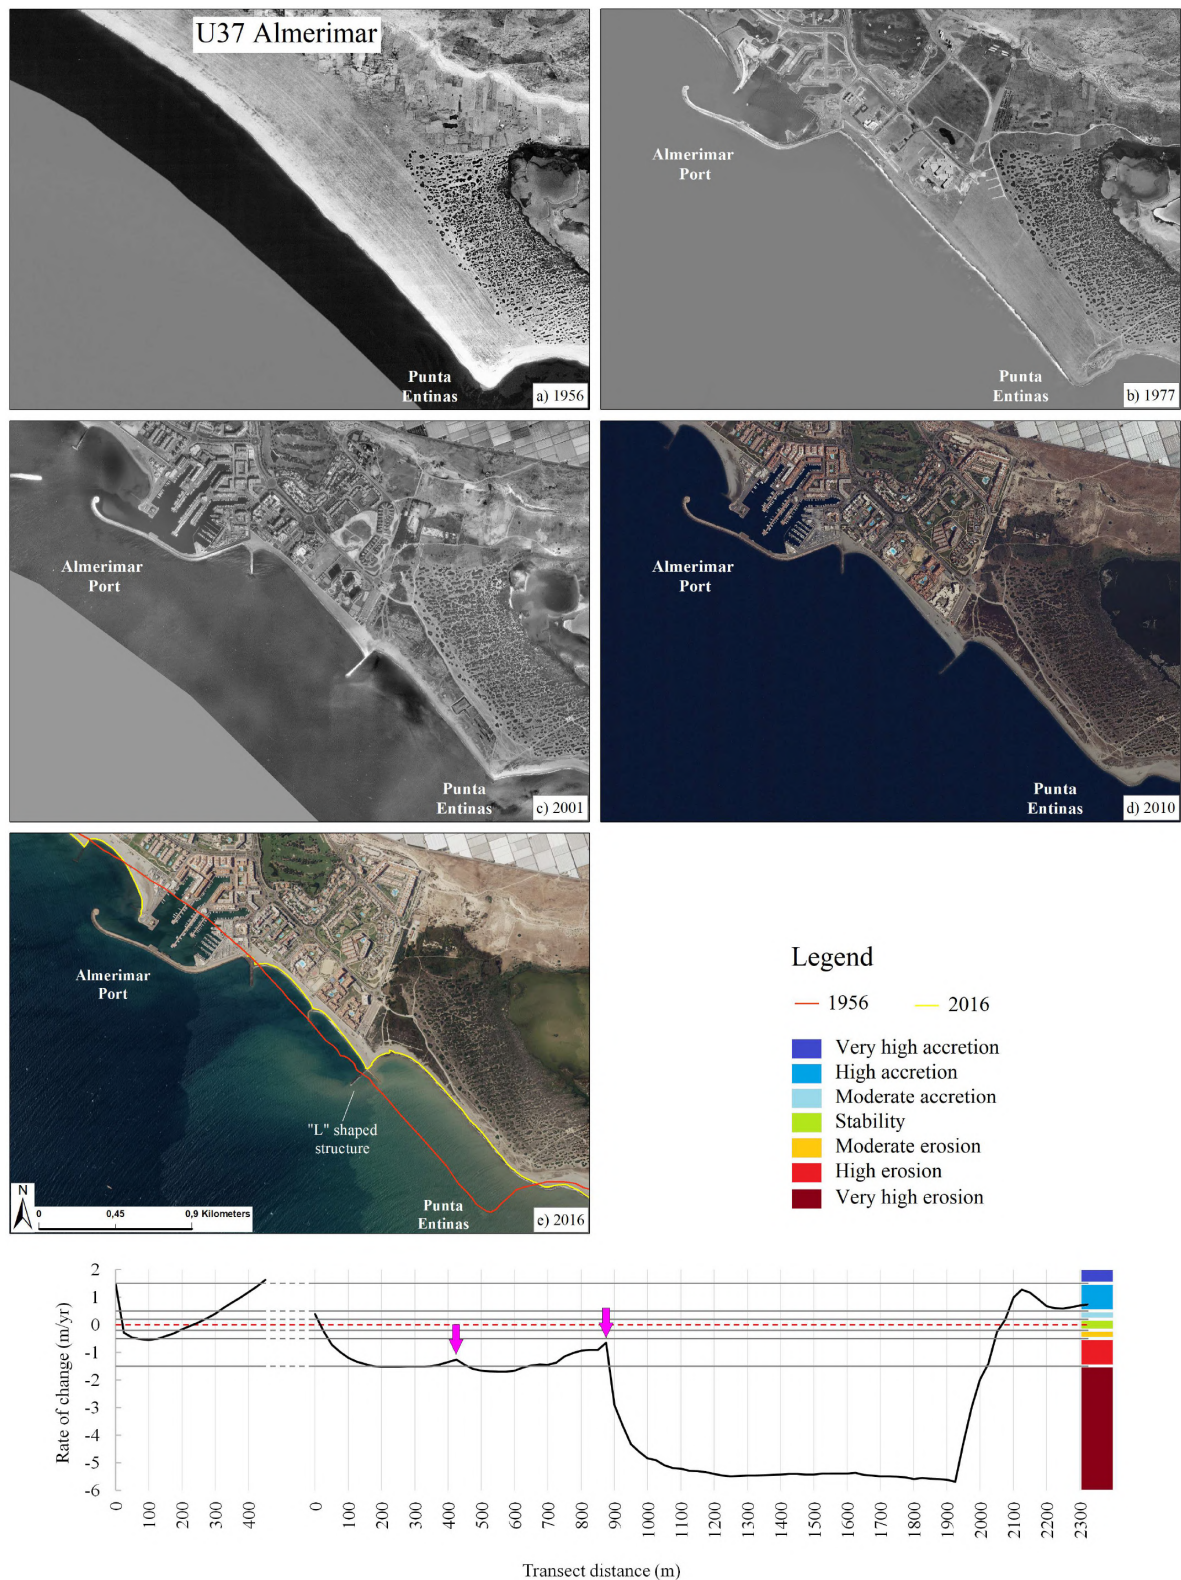 U37 Almerimar
Punta
Entinas
a) 1956
Almerimar
Port
Punta
Entinas
b) 1977
Almerimar
Port
Punta
Entinas
c) 2001
Almerimar
Port
Punta
Entinas
d) 2010
Almerimar
Port
"L" shaped
structure
Punta
Entinas
N
0 0,45 0,9 Kilometers
e) 2016
Legend
1956 2016
Very high accretion
High accretion
Moderate accretion
Stability
Moderate erosion
High erosion
Very high erosion
Rate of change (m/yr)
2
1
0
-1
-2
-3
-4
-5
-6
0 100 200 300 400 0 100 200 300 400 500 600 700 800 900 1000 1100 1200 1300 1400 1500 1600 1700 1800 1900 2000 2100 2200 2300
Transect distance (m)